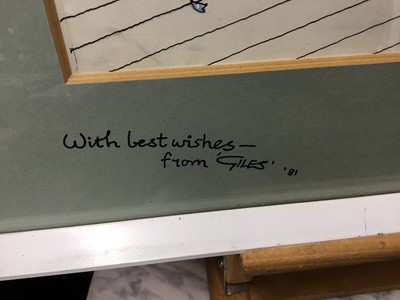 With best wishes —
from 'GILES' '81